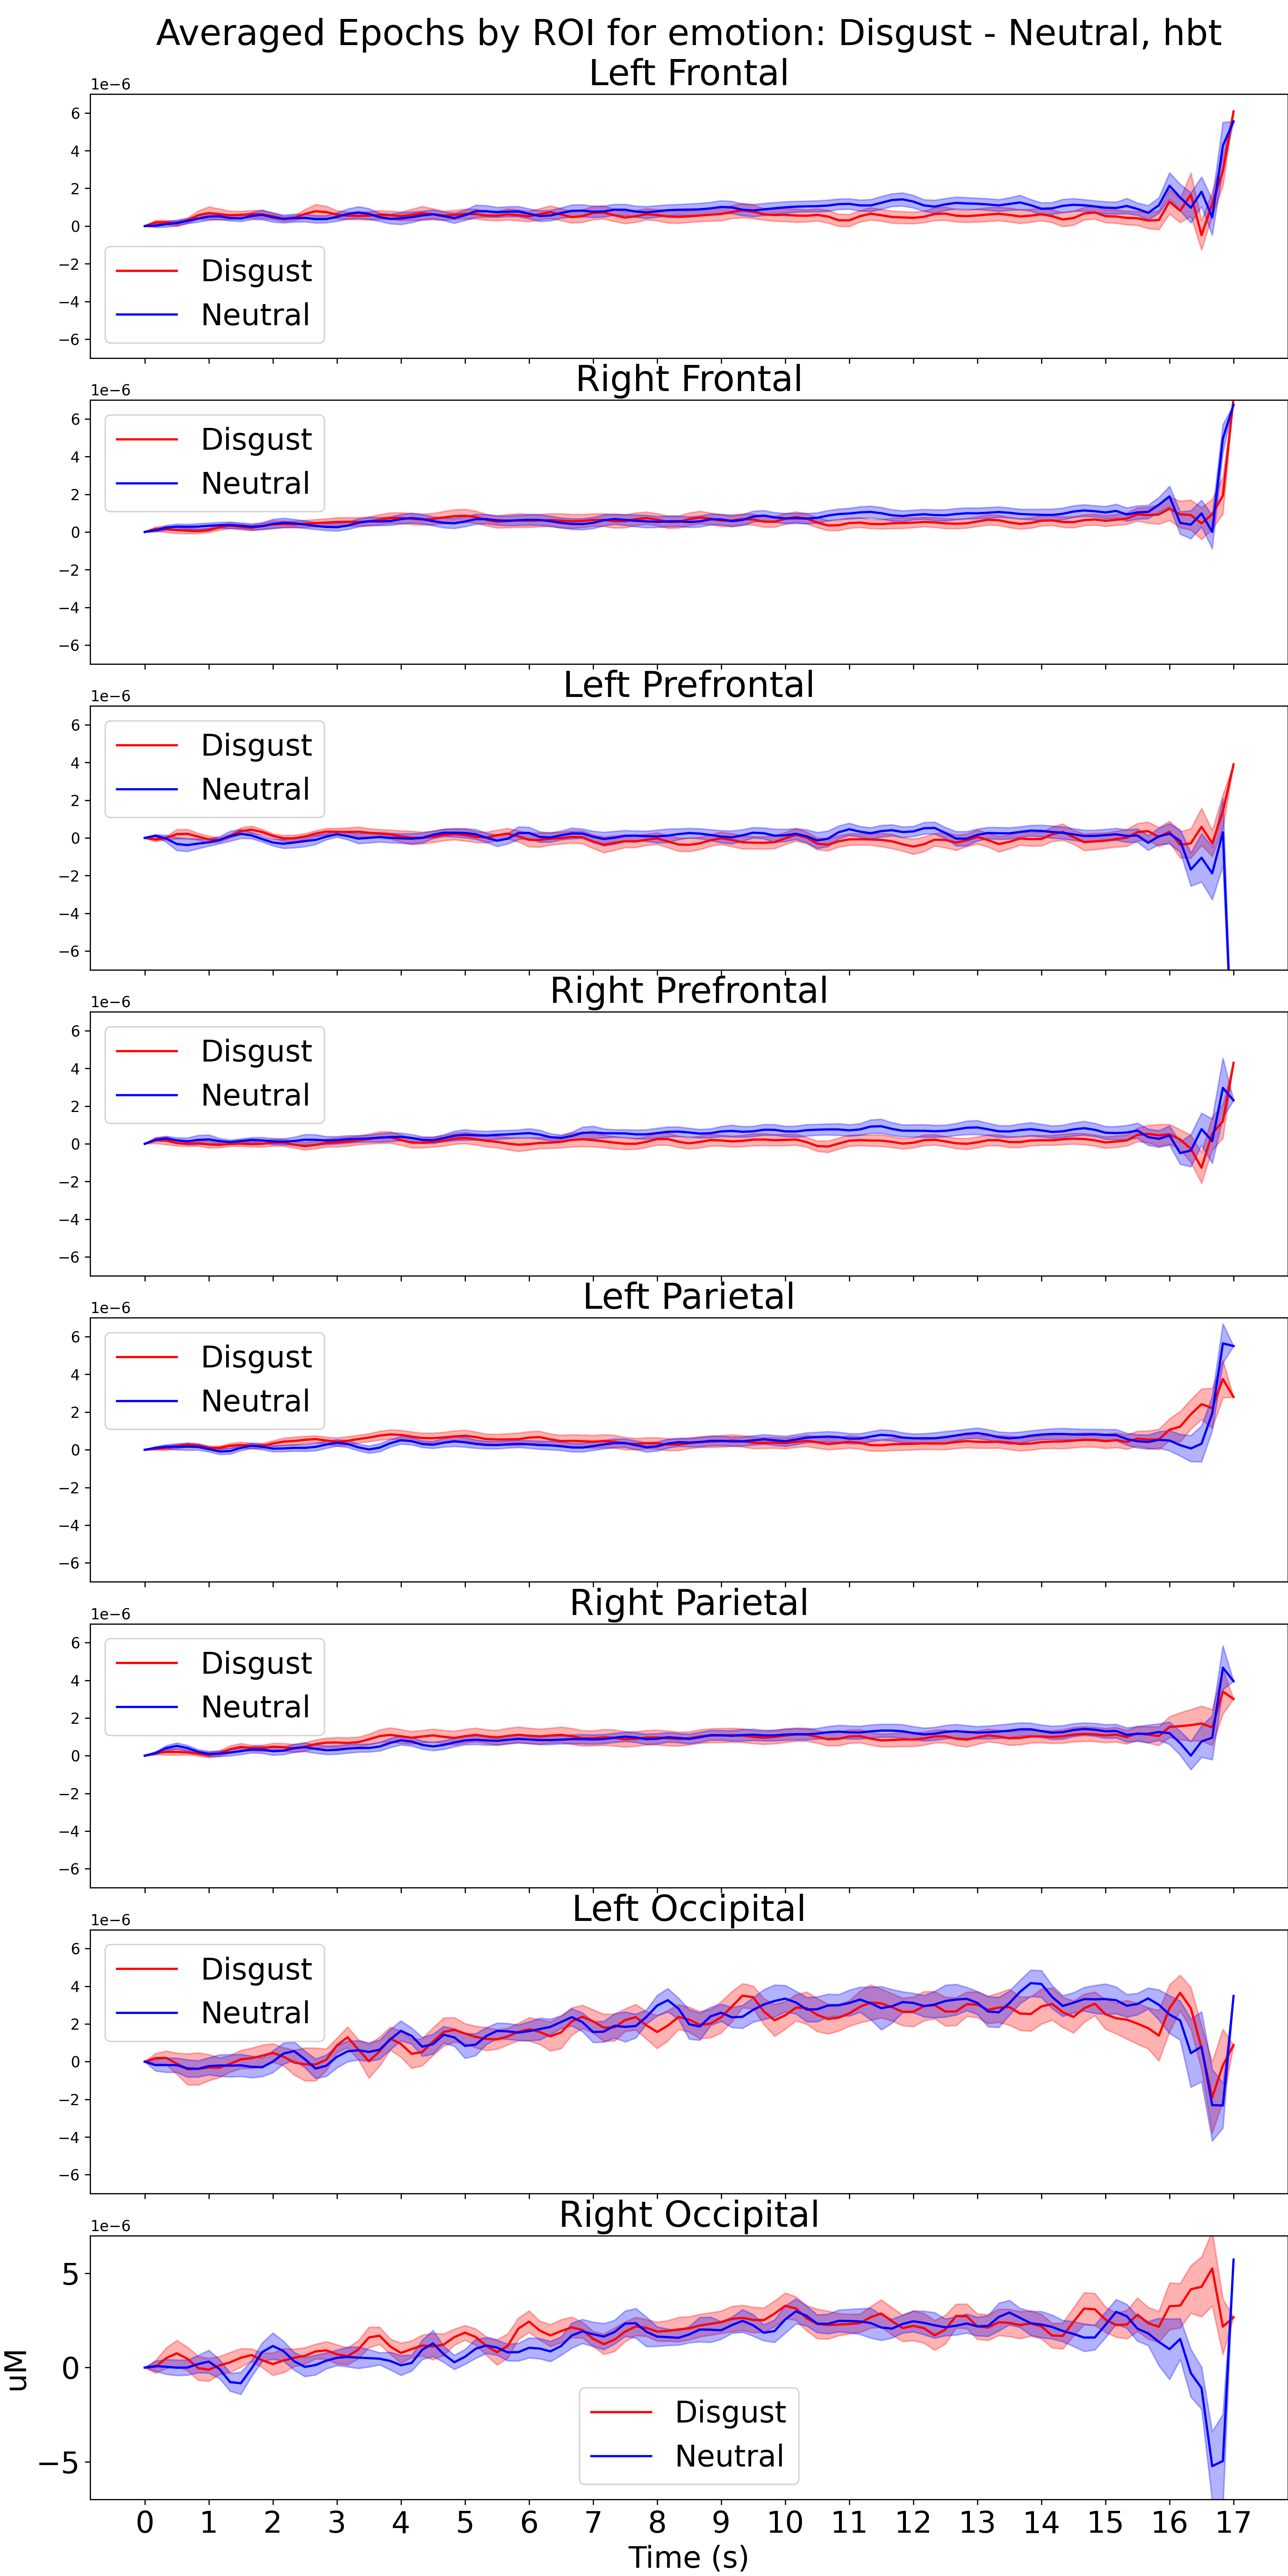 Averaged Epochs by ROI for emotion: Disgust - Neutral, hbt
Left Frontal
1e−6
6
4
2
0
−2
−4
−6
Disgust
Neutral
Right Frontal
1e−6
6
4
2
0
−2
−4
−6
Disgust
Neutral
Left Prefrontal
1e−6
6
4
2
0
−2
−4
−6
Disgust
Neutral
Right Prefrontal
1e−6
6
4
2
0
−2
−4
−6
Disgust
Neutral
Left Parietal
1e−6
6
4
2
0
−2
−4
−6
Disgust
Neutral
Right Parietal
1e−6
6
4
2
0
−2
−4
−6
Disgust
Neutral
Left Occipital
1e−6
6
4
2
0
−2
−4
−6
Disgust
Neutral
Right Occipital
1e−6
5
0
−5
uM
Disgust
Neutral
0 1 2 3 4 5 6 7 8 9 10 11 12 13 14 15 16 17
Time (s)